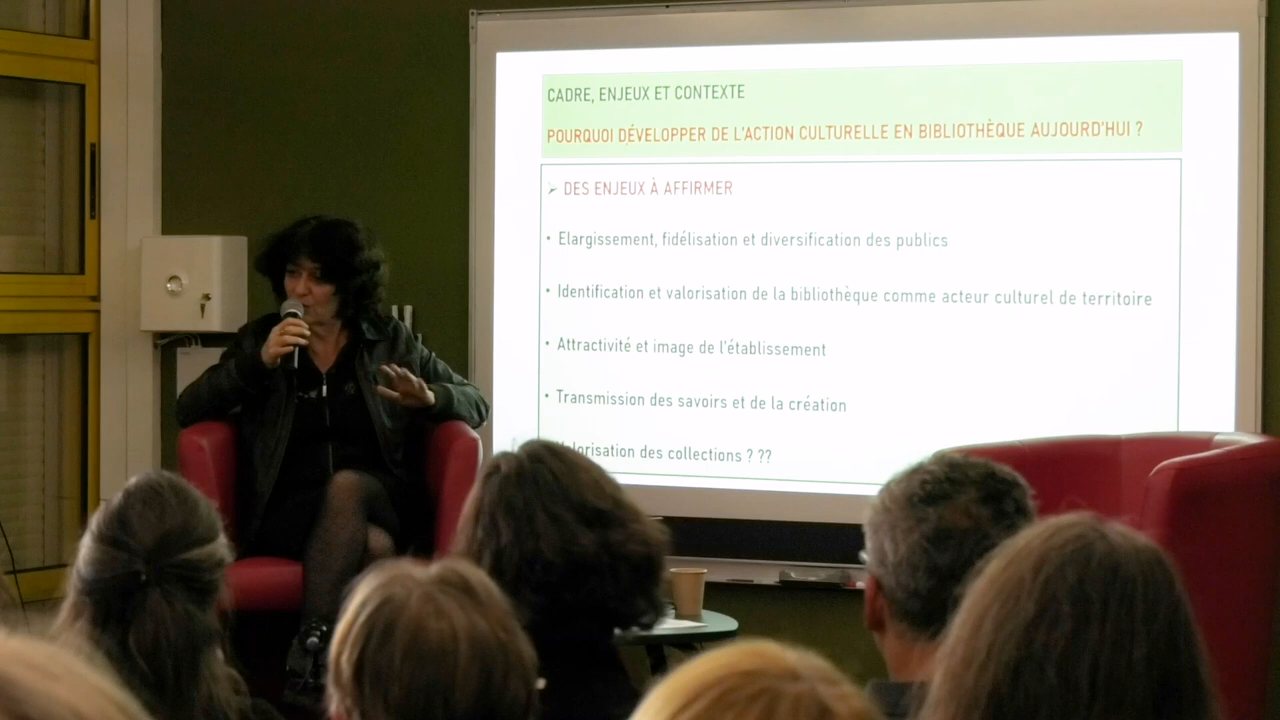 CADRE, ENJEUX ET CONTEXTE
POURQUOI DÉVELOPPER DE L'ACTION CULTURELLE EN BIBLIOTHÈQUE AUJOURD'HUI ?
➢ DES ENJEUX À AFFIRMER
• Elargissement, fidélisation et diversification des publics
• Identification et valorisation de la bibliothèque comme acteur culturel de territoire
• Attractivité et image de l'établissement
• Transmission des savoirs et de la création
Valorisation des collections ? ??